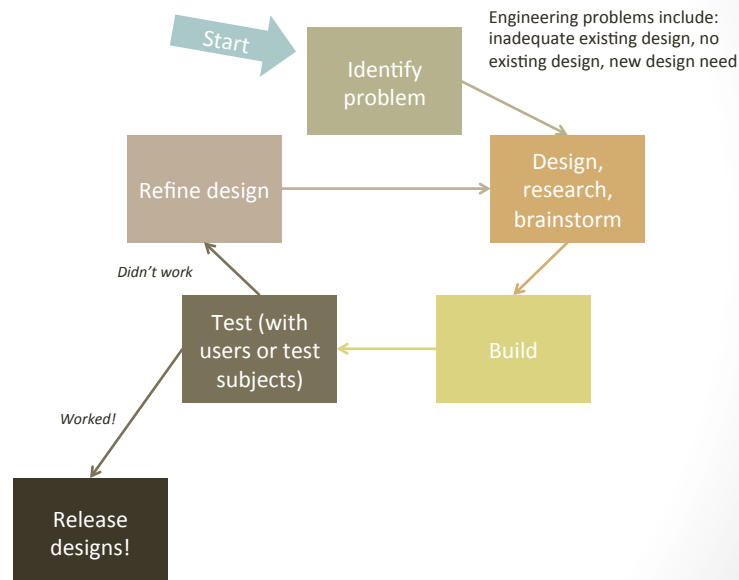 Start
Engineering problems include:
inadequate existing design, no
existing design, new design need
Identify
problem
Refine design
Design,
research,
brainstorm
Didn’t work
Test (with
users or test
subjects)
Build
Worked!
Release
designs!